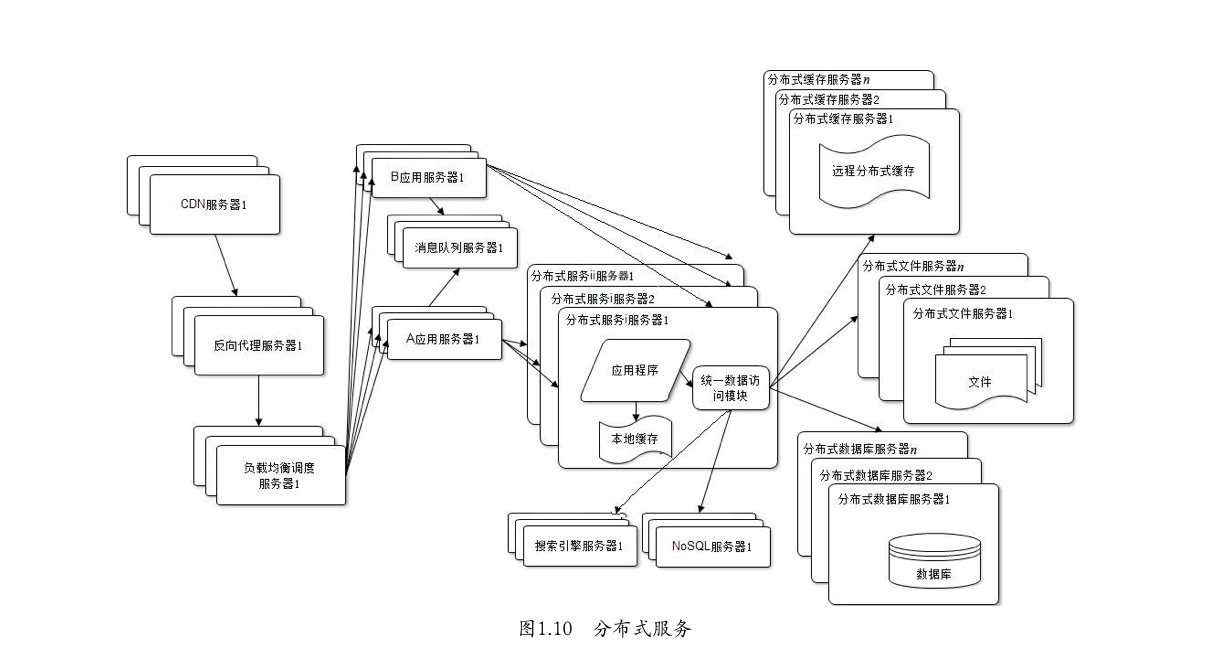 分布式缓存服务器n
分布式缓存服务器2
分布式缓存服务器1
远程分布式缓存
B应用服务器1
CDN服务器1
消息队列服务器1
分布式服务ii服务器1
分布式服务i服务器2
分布式服务i服务器1
分布式文件服务器n
分布式文件服务器2
分布式文件服务器1
文件
反向代理服务器1
A应用服务器1
应用程序
统一数据访
问模块
本地缓存
负载均衡调度
服务器1
分布式数据库服务器n
分布式数据库服务器2
分布式数据库服务器1
数据库
搜索引擎服务器1
NoSQL服务器1
图1.10 分布式服务